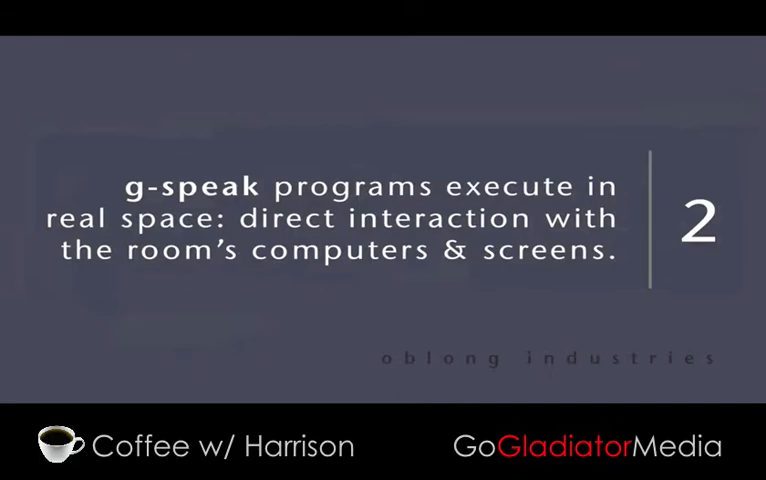 g-speak programs execute in
real space: direct interaction with
the room's computers & screens.
2
oblong industries
Coffee w/ Harrison
GoGladiatorMedia